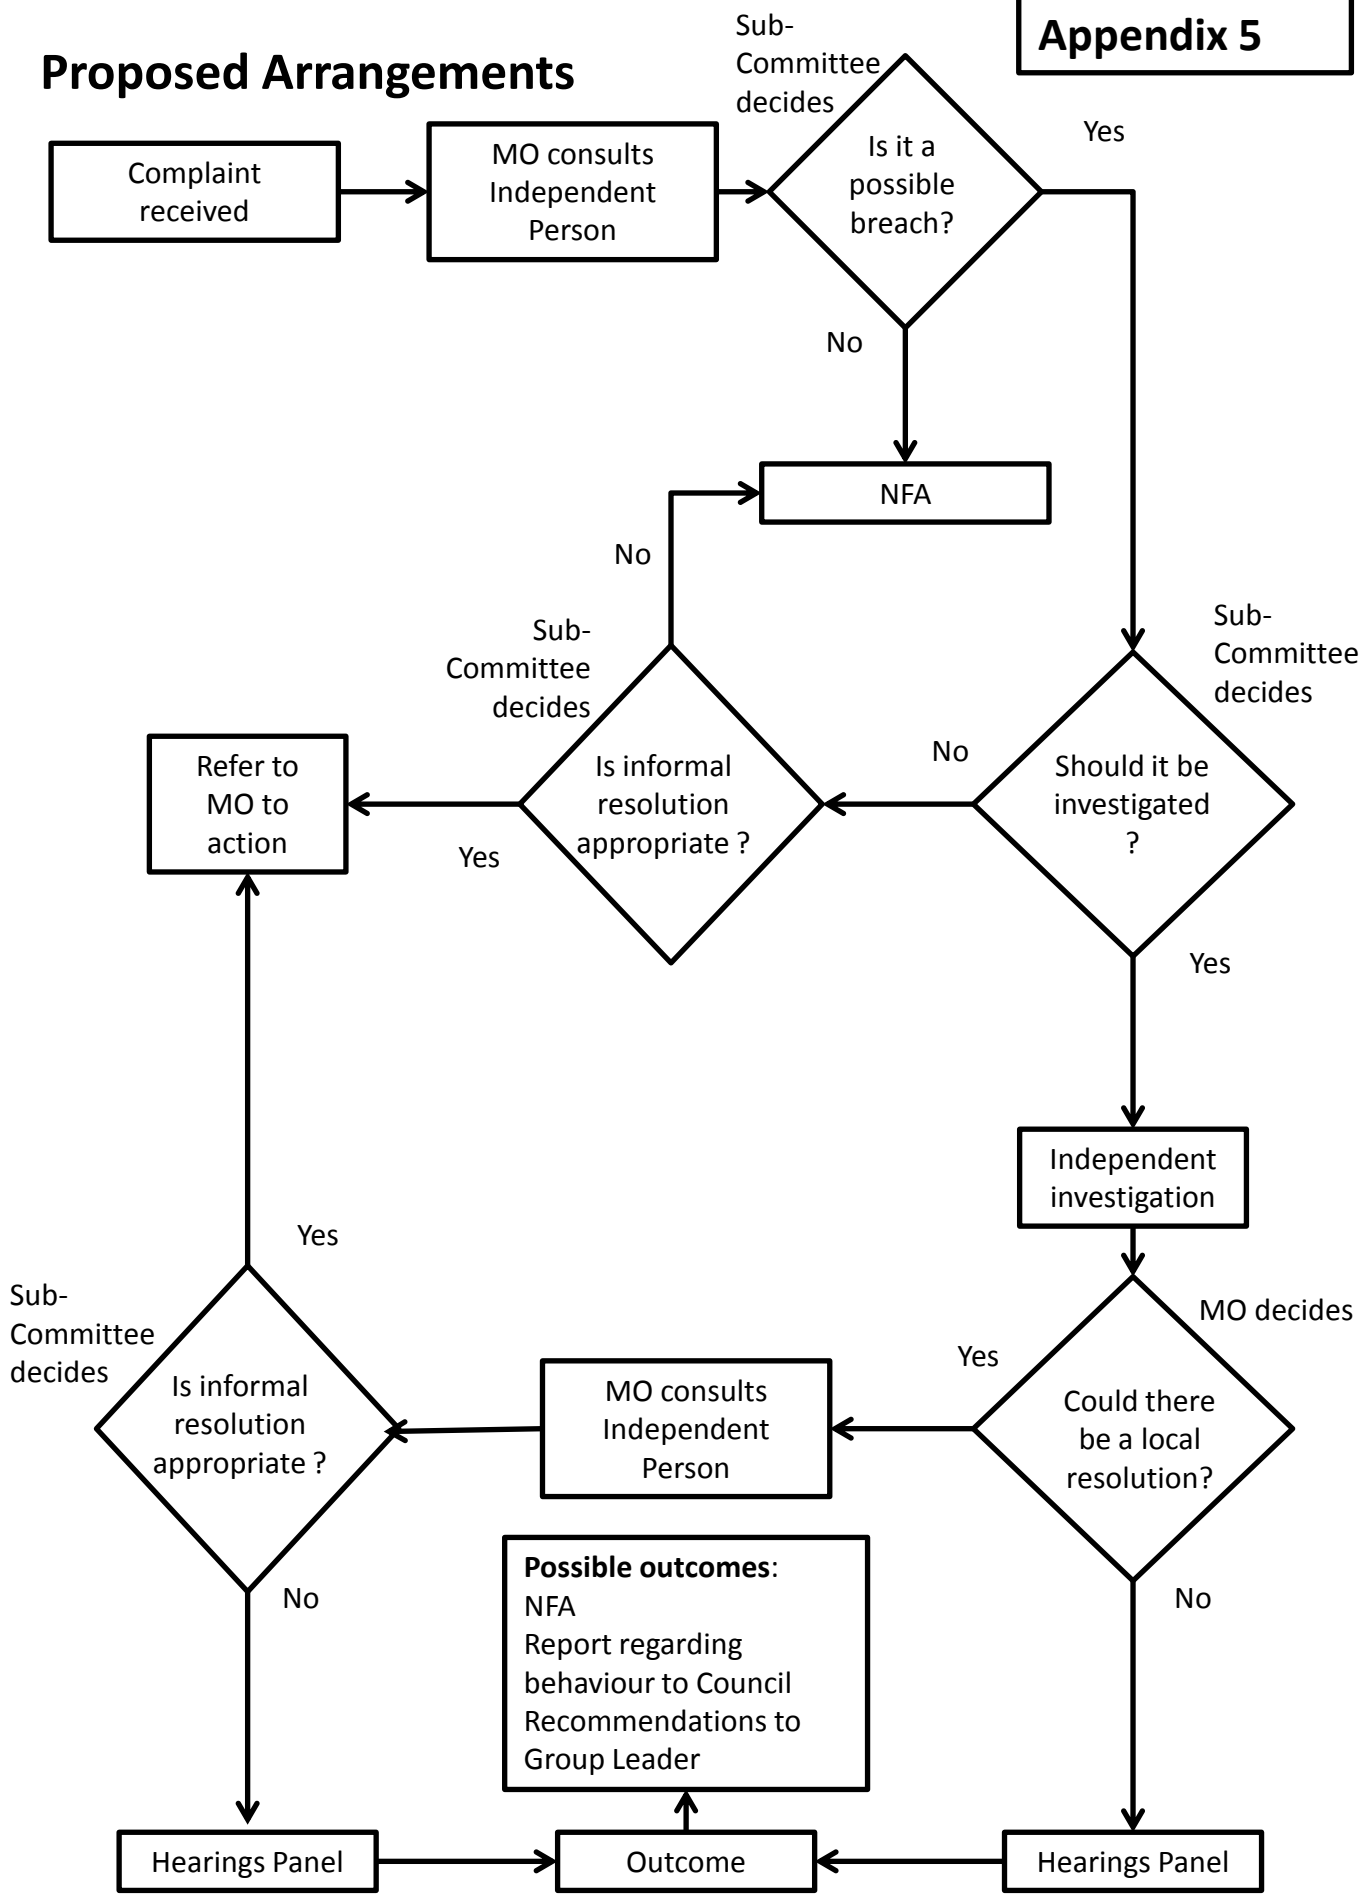 Appendix 5
Proposed Arrangements
Sub-
Committee
decides
Complaint
received
MO consults
Independent
Person
Is it a
possible
breach?
Yes
No
NFA
No
Sub-
Committee
decides
Sub-
Committee
decides
Refer to
MO to
action
Yes
Is informal
resolution
appropriate ?
No
Should it be
investigated
?
Yes
Independent
investigation
Yes
Sub-
Committee
decides
Is informal
resolution
appropriate ?
MO consults
Independent
Person
Yes
MO decides
Could there
be a local
resolution?
No
Possible outcomes:
NFA
Report regarding
behaviour to Council
Recommendations to
Group Leader
No
Hearings Panel
Outcome
Hearings Panel